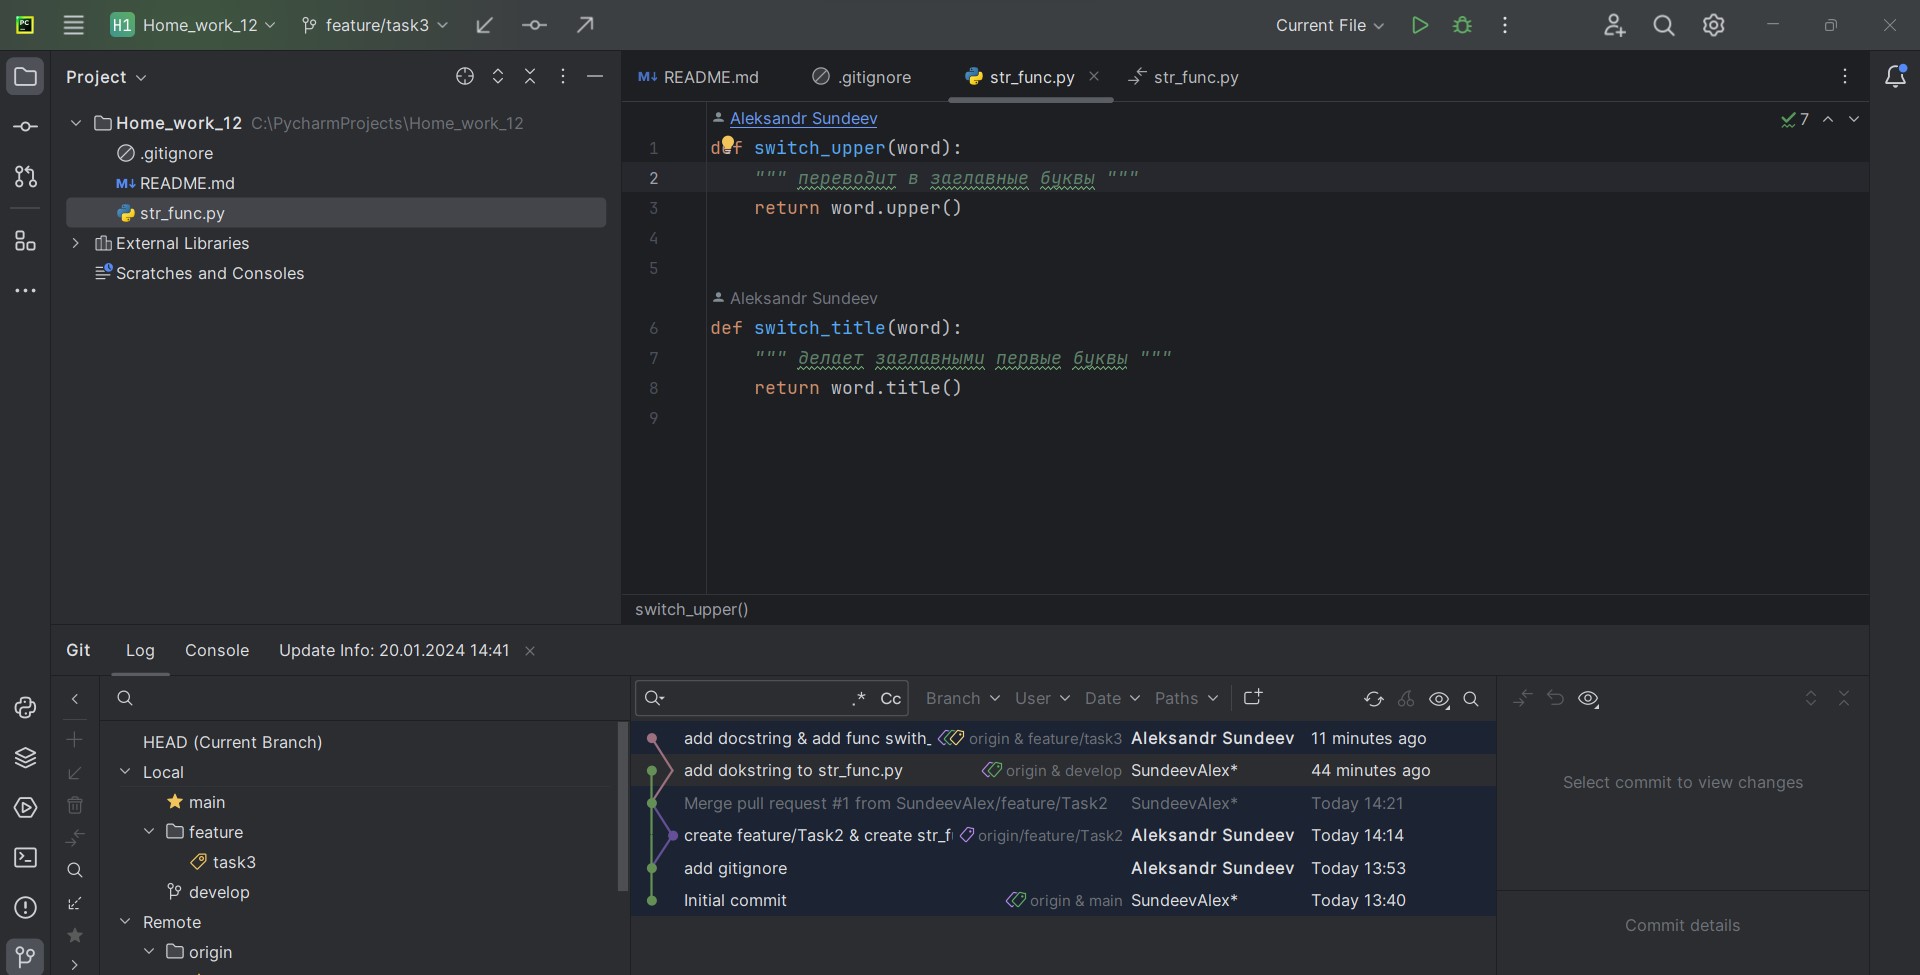 PC H1 Home_work_12 feature/task3 Current File
Project
README.md .gitignore str_func.py str_func.py
Home_work_12 C:\PycharmProjects\Home_work_12
.gitignore
M↓ README.md
str_func.py
External Libraries
Scratches and Consoles
Aleksandr Sundeev
7
1 def switch_upper(word):
2 """ переводит в заглавные буквы """
3 return word.upper()
4
5
Aleksandr Sundeev
6 def switch_title(word):
7 """ делает заглавными первые буквы """
8 return word.title()
9
switch_upper()
Git Log Console Update Info: 20.01.2024 14:41
.* Cc Branch User Date Paths
HEAD (Current Branch)
Local
main
feature
task3
develop
Remote
origin
add docstring & add func swith_ origin & feature/task3 Aleksandr Sundeev 11 minutes ago
add dokstring to str_func.py origin & develop SundeevAlex* 44 minutes ago
Merge pull request #1 from SundeevAlex/feature/Task2 SundeevAlex* Today 14:21
create feature/Task2 & create str_f origin/feature/Task2 Aleksandr Sundeev Today 14:14
add gitignore Aleksandr Sundeev Today 13:53
Initial commit origin & main SundeevAlex* Today 13:40
Select commit to view changes
Commit details